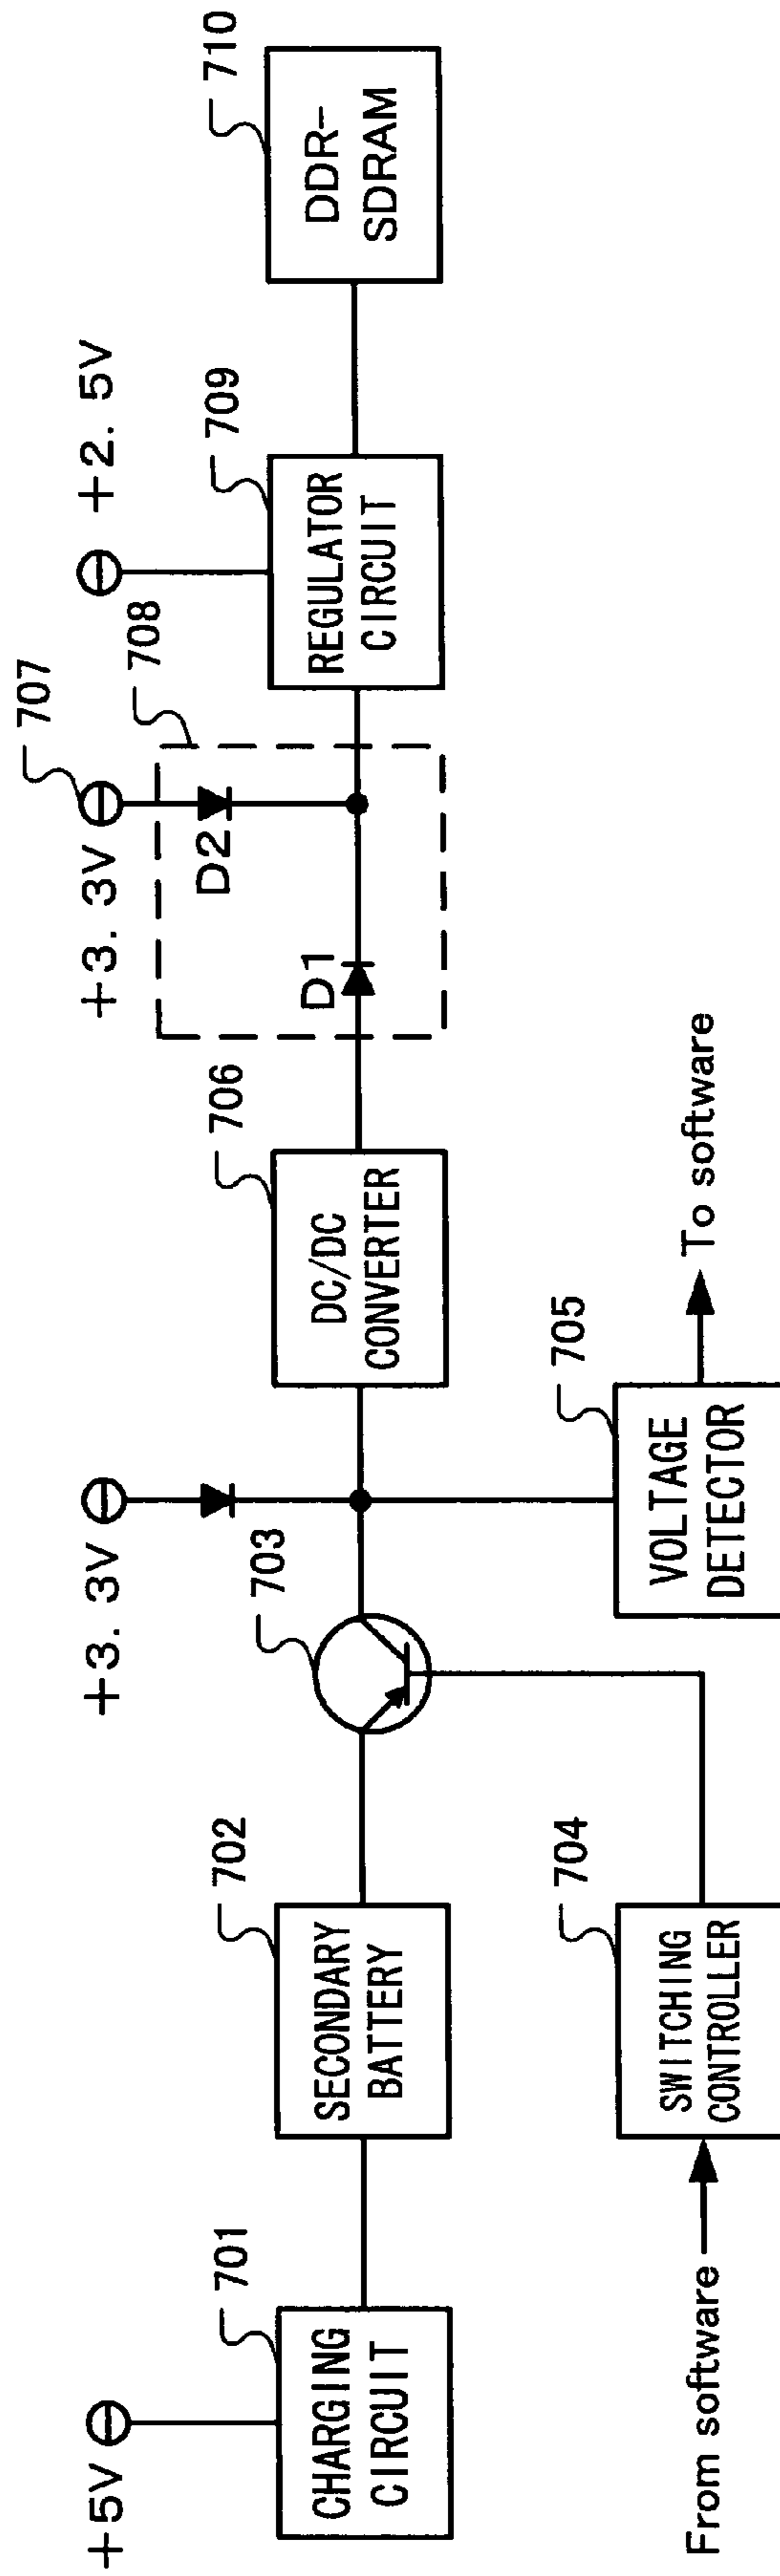 +5V
701
CHARGING
CIRCUIT
702
SECONDARY
BATTERY
From software
704
SWITCHING
CONTROLLER
703
+3. 3V
705
VOLTAGE
DETECTOR
To software
706
DC/DC
CONVERTER
+3. 3V
707
708
D1
D2
+2. 5V
709
REGULATOR
CIRCUIT
710
DDR-
SDRAM